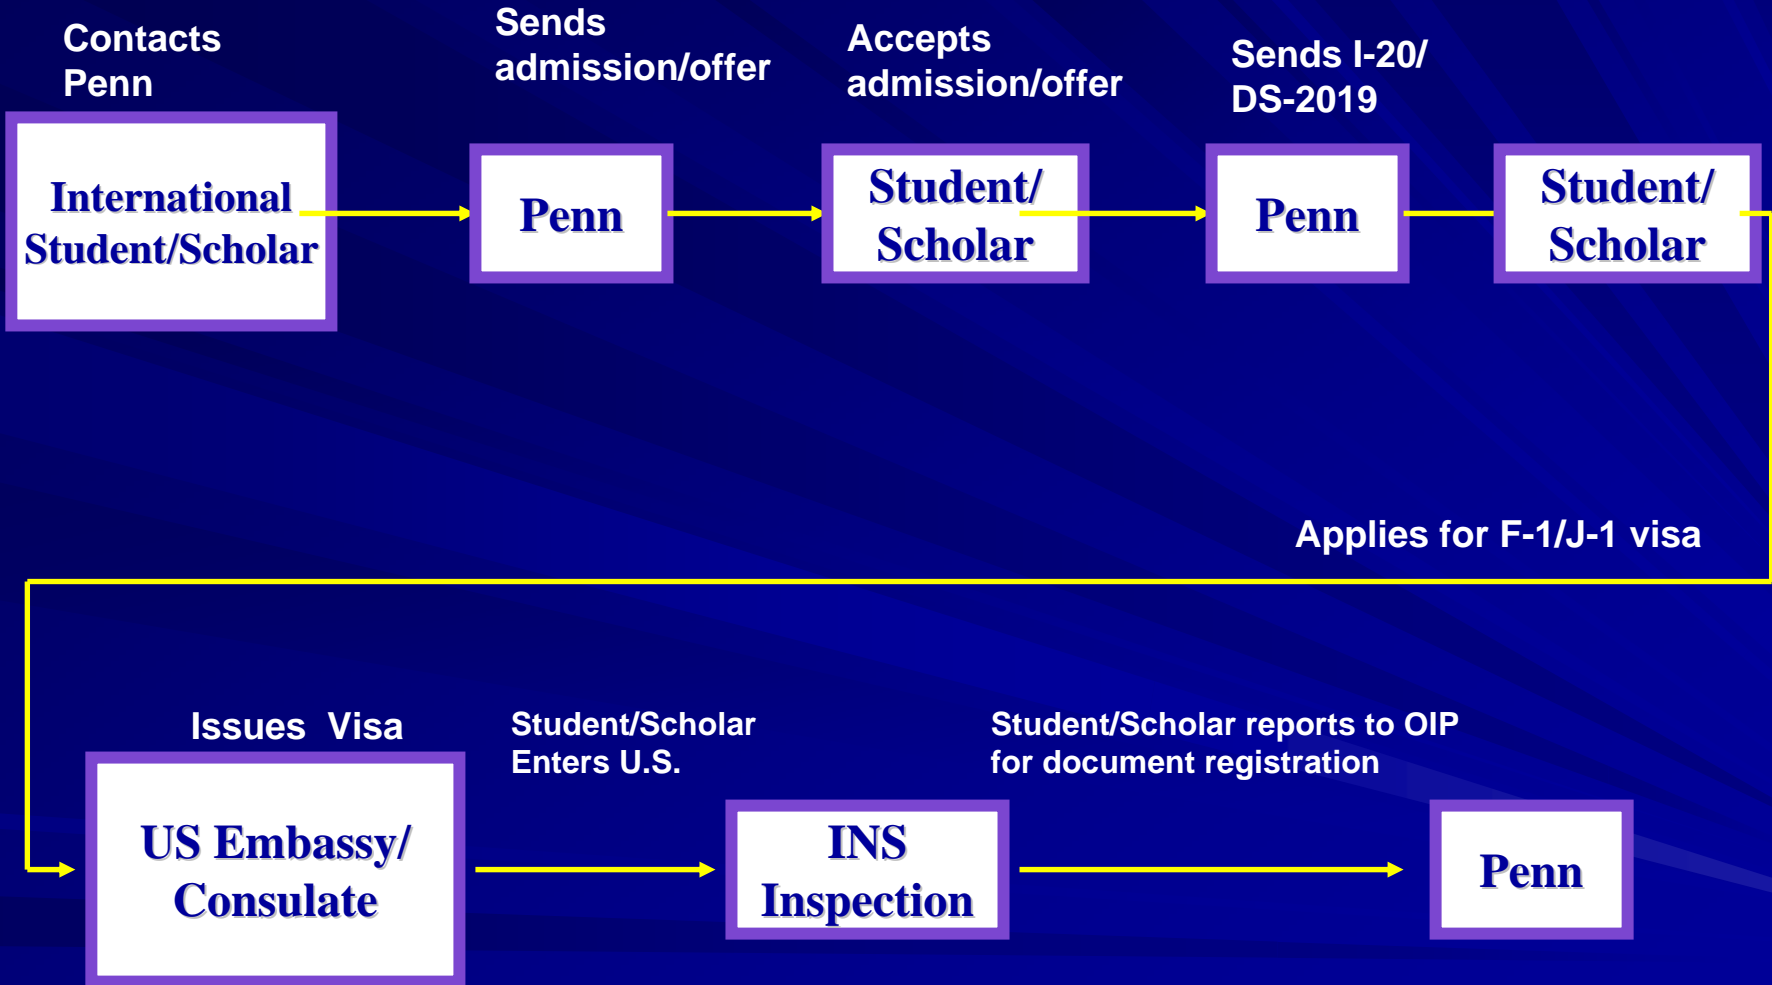 Contacts
Penn
Sends
admission/offer
Accepts
admission/offer
Sends I-20/
DS-2019
International
Student/Scholar
Penn
Student/
Scholar
Penn
Student/
Scholar
Applies for F-1/J-1 visa
Issues  Visa
Student/Scholar
Enters U.S.
Student/Scholar reports to OIP
for document registration
US Embassy/
Consulate
INS
Inspection
Penn